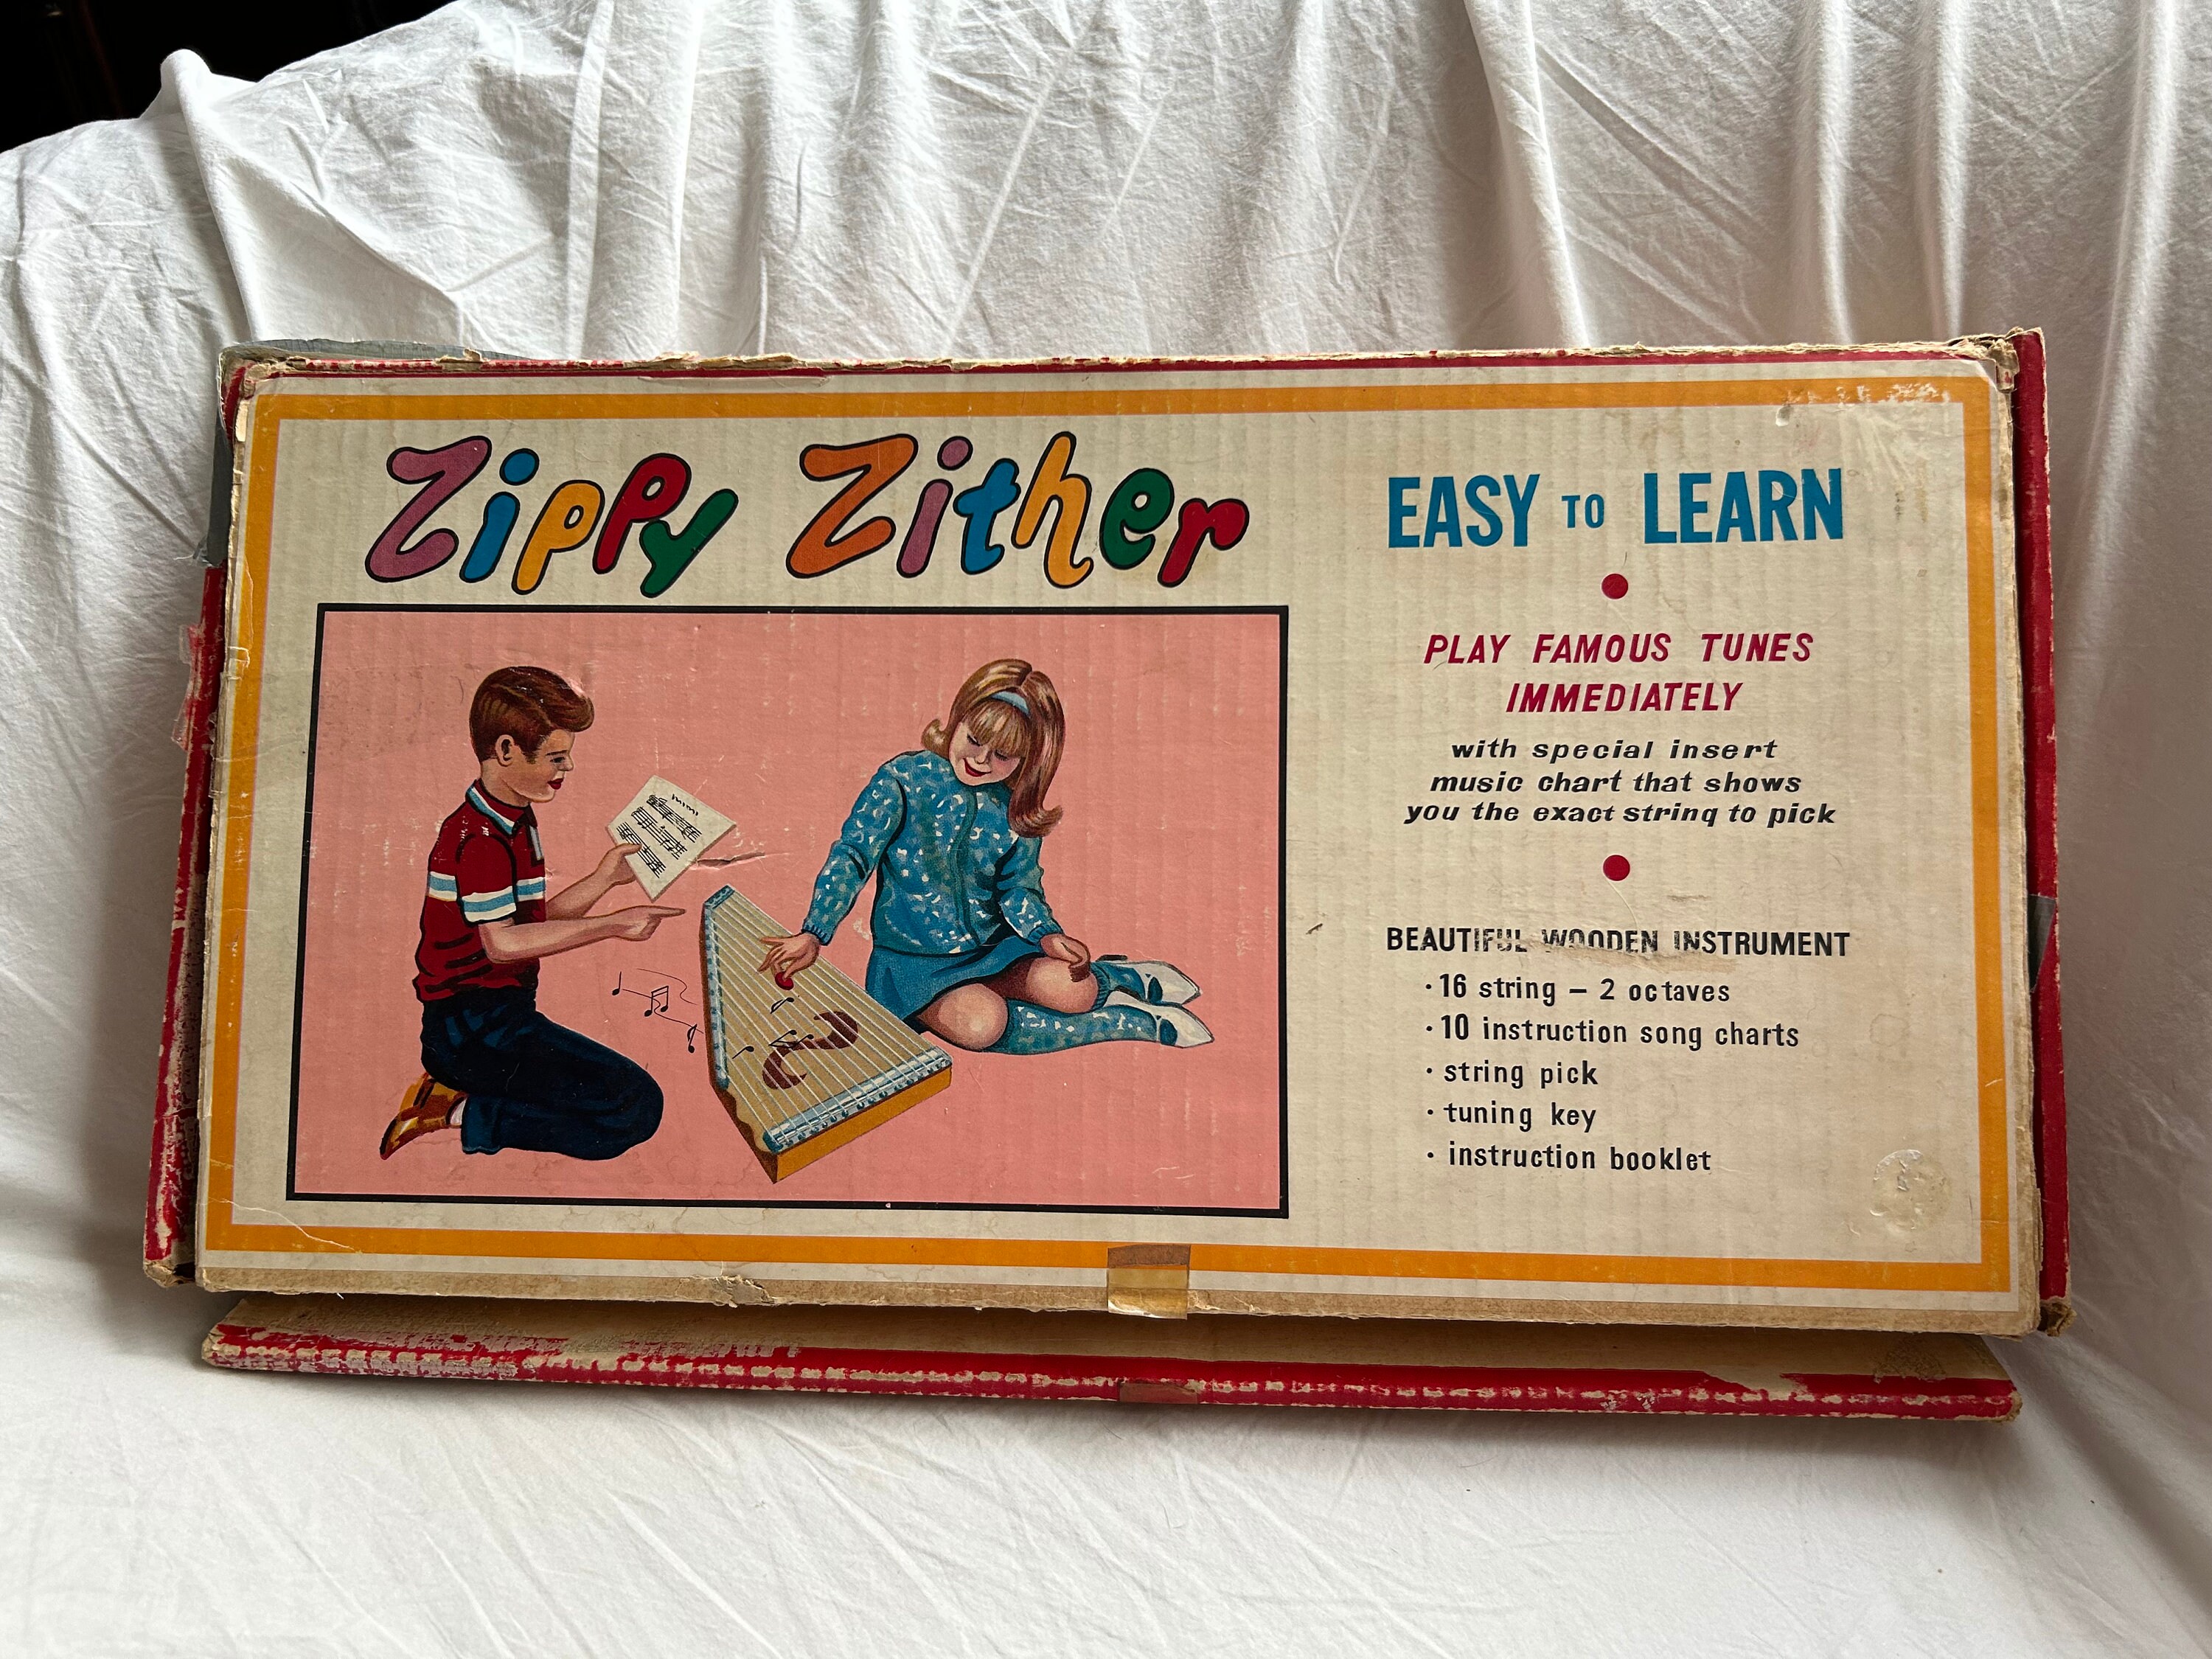 Zippy Zither
EASY TO LEARN
PLAY FAMOUS TUNES
IMMEDIATELY
with special insert
music chart that shows
you the exact string to pick
BEAUTIFUL WOODEN INSTRUMENT
· 16 string – 2 octaves
· 10 instruction song charts
· string pick
· tuning key
· instruction booklet